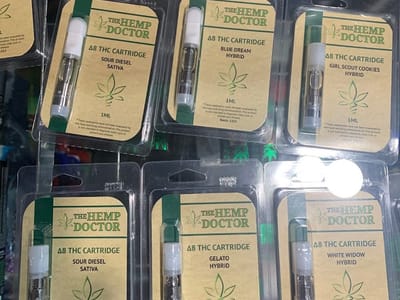 THE HEMP
DOCTOR
Δ8 THC CARTRIDGE
SOUR DIESEL
SATIVA
1ML
THE HEMP
DOCTOR
Δ8 THC CARTRIDGE
BLUE DREAM
HYBRID
1ML
THE HEMP
DOCTOR
Δ8 THC CARTRIDGE
GIRL SCOUT COOKIES
HYBRID
1ML
THE HEMP
DOCTOR
Δ8 THC CARTRIDGE
SOUR DIESEL
SATIVA
THE HEMP
DOCTOR
Δ8 THC CARTRIDGE
GELATO
HYBRID
THE HEMP
DOCTOR
Δ8 THC CARTRIDGE
WHITE WIDOW
HYBRID